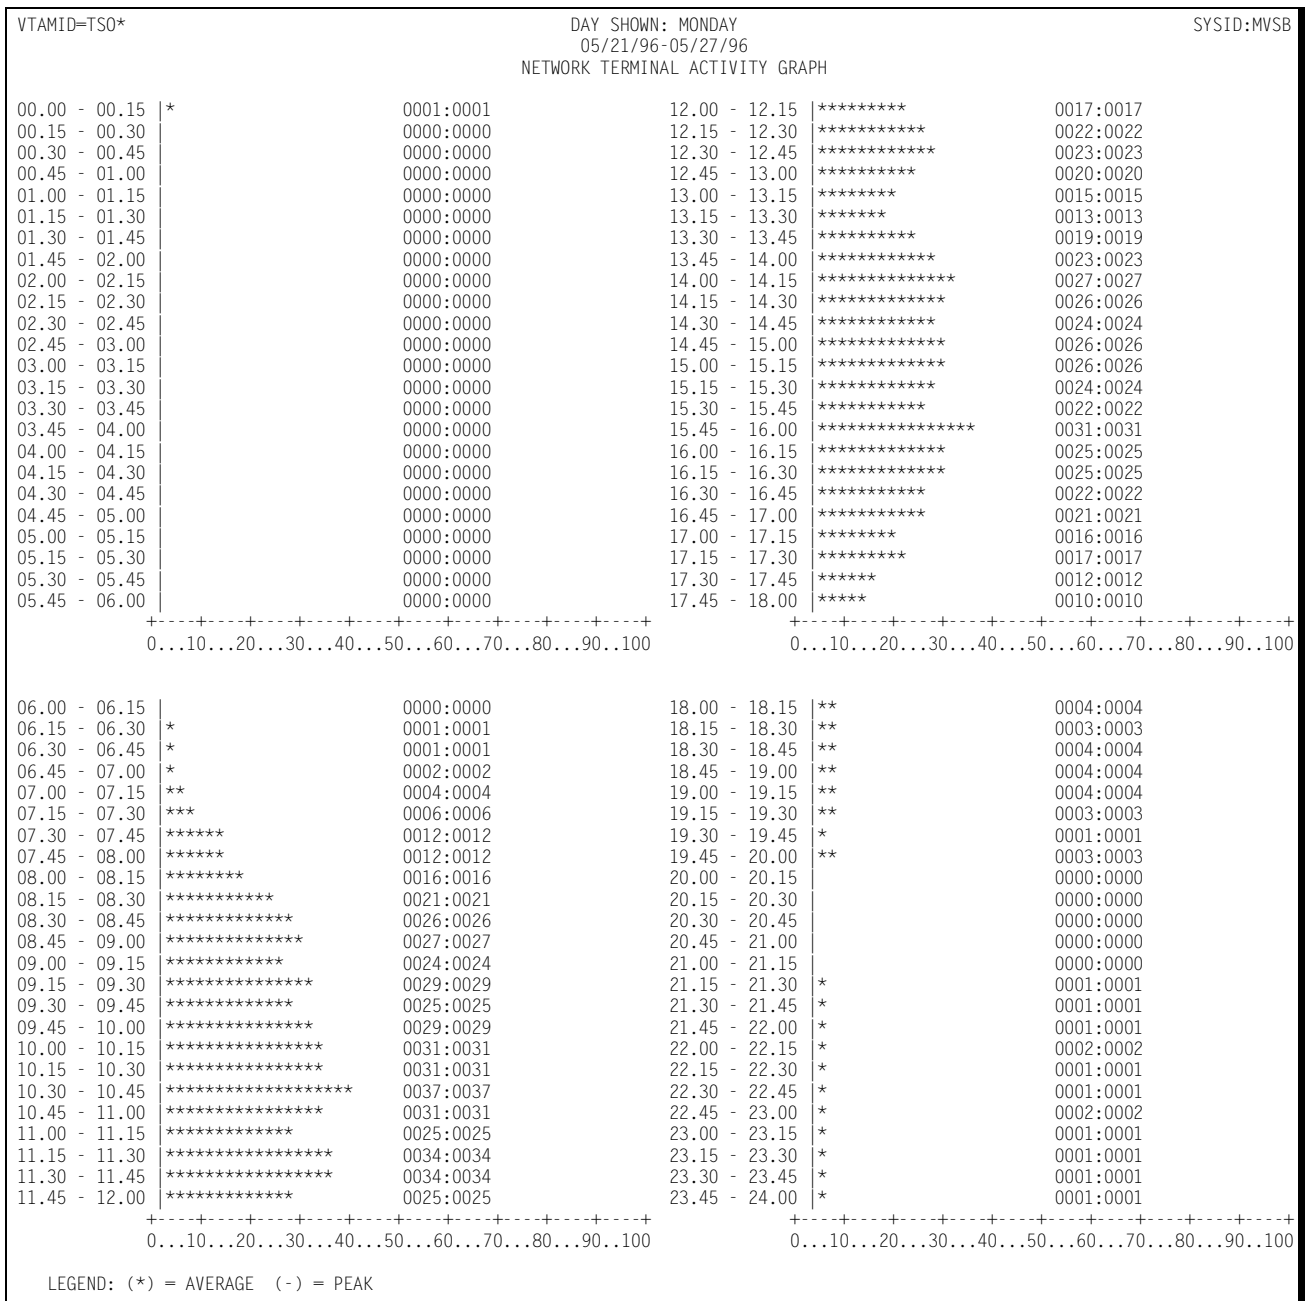 VTAMID=TSO* DAY SHOWN: MONDAY SYSID:MVSB
05/21/96-05/27/96
NETWORK TERMINAL ACTIVITY GRAPH
00.00 - 00.15 |* 0001:0001 12.00 - 12.15 |********* 0017:0017
00.15 - 00.30 | 0000:0000 12.15 - 12.30 |*********** 0022:0022
00.30 - 00.45 | 0000:0000 12.30 - 12.45 |************ 0023:0023
00.45 - 01.00 | 0000:0000 12.45 - 13.00 |********** 0020:0020
01.00 - 01.15 | 0000:0000 13.00 - 13.15 |******** 0015:0015
01.15 - 01.30 | 0000:0000 13.15 - 13.30 |******* 0013:0013
01.30 - 01.45 | 0000:0000 13.30 - 13.45 |********** 0019:0019
01.45 - 02.00 | 0000:0000 13.45 - 14.00 |************ 0023:0023
02.00 - 02.15 | 0000:0000 14.00 - 14.15 |************** 0027:0027
02.15 - 02.30 | 0000:0000 14.15 - 14.30 |************* 0026:0026
02.30 - 02.45 | 0000:0000 14.30 - 14.45 |************ 0024:0024
02.45 - 03.00 | 0000:0000 14.45 - 15.00 |************* 0026:0026
03.00 - 03.15 | 0000:0000 15.00 - 15.15 |************* 0026:0026
03.15 - 03.30 | 0000:0000 15.15 - 15.30 |************ 0024:0024
03.30 - 03.45 | 0000:0000 15.30 - 15.45 |*********** 0022:0022
03.45 - 04.00 | 0000:0000 15.45 - 16.00 |**************** 0031:0031
04.00 - 04.15 | 0000:0000 16.00 - 16.15 |************* 0025:0025
04.15 - 04.30 | 0000:0000 16.15 - 16.30 |************* 0025:0025
04.30 - 04.45 | 0000:0000 16.30 - 16.45 |*********** 0022:0022
04.45 - 05.00 | 0000:0000 16.45 - 17.00 |*********** 0021:0021
05.00 - 05.15 | 0000:0000 17.00 - 17.15 |******** 0016:0016
05.15 - 05.30 | 0000:0000 17.15 - 17.30 |********* 0017:0017
05.30 - 05.45 | 0000:0000 17.30 - 17.45 |****** 0012:0012
05.45 - 06.00 | 0000:0000 17.45 - 18.00 |***** 0010:0010
+----+----+----+----+----+----+----+----+----+----+ +----+----+----+----+----+----+----+----+----+----+
0...10...20...30...40...50...60...70...80...90..100 0...10...20...30...40...50...60...70...80...90..100
06.00 - 06.15 | 0000:0000 18.00 - 18.15 |** 0004:0004
06.15 - 06.30 |* 0001:0001 18.15 - 18.30 |** 0003:0003
06.30 - 06.45 |* 0001:0001 18.30 - 18.45 |** 0004:0004
06.45 - 07.00 |* 0002:0002 18.45 - 19.00 |** 0004:0004
07.00 - 07.15 |** 0004:0004 19.00 - 19.15 |** 0004:0004
07.15 - 07.30 |*** 0006:0006 19.15 - 19.30 |** 0003:0003
07.30 - 07.45 |****** 0012:0012 19.30 - 19.45 |* 0001:0001
07.45 - 08.00 |****** 0012:0012 19.45 - 20.00 |** 0003:0003
08.00 - 08.15 |******** 0016:0016 20.00 - 20.15 | 0000:0000
08.15 - 08.30 |*********** 0021:0021 20.15 - 20.30 | 0000:0000
08.30 - 08.45 |************* 0026:0026 20.30 - 20.45 | 0000:0000
08.45 - 09.00 |************** 0027:0027 20.45 - 21.00 | 0000:0000
09.00 - 09.15 |************ 0024:0024 21.00 - 21.15 | 0000:0000
09.15 - 09.30 |*************** 0029:0029 21.15 - 21.30 |* 0001:0001
09.30 - 09.45 |************* 0025:0025 21.30 - 21.45 |* 0001:0001
09.45 - 10.00 |*************** 0029:0029 21.45 - 22.00 |* 0001:0001
10.00 - 10.15 |**************** 0031:0031 22.00 - 22.15 |* 0002:0002
10.15 - 10.30 |**************** 0031:0031 22.15 - 22.30 |* 0001:0001
10.30 - 10.45 |******************* 0037:0037 22.30 - 22.45 |* 0001:0001
10.45 - 11.00 |**************** 0031:0031 22.45 - 23.00 |* 0002:0002
11.00 - 11.15 |************* 0025:0025 23.00 - 23.15 |* 0001:0001
11.15 - 11.30 |***************** 0034:0034 23.15 - 23.30 |* 0001:0001
11.30 - 11.45 |***************** 0034:0034 23.30 - 23.45 |* 0001:0001
11.45 - 12.00 |************* 0025:0025 23.45 - 24.00 |* 0001:0001
+----+----+----+----+----+----+----+----+----+----+ +----+----+----+----+----+----+----+----+----+----+
0...10...20...30...40...50...60...70...80...90..100 0...10...20...30...40...50...60...70...80...90..100
LEGEND: (*) = AVERAGE (-) = PEAK